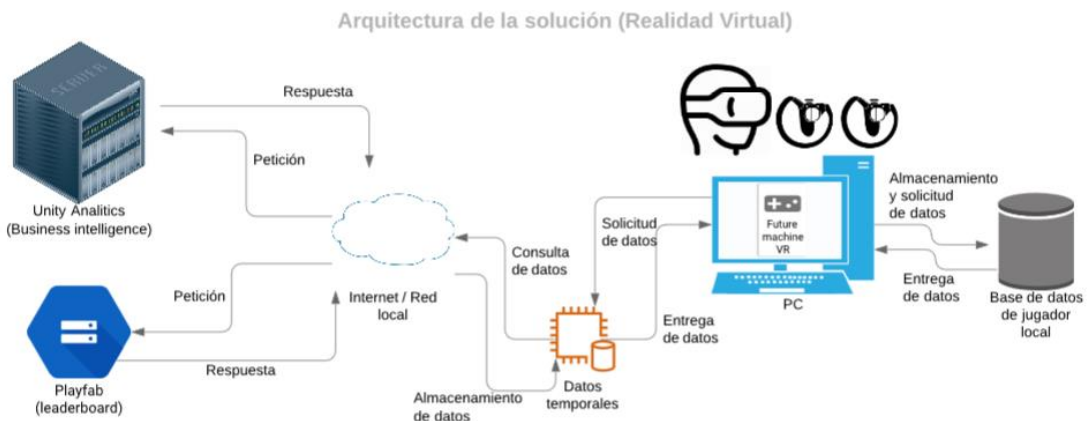 Arquitectura de la solución (Realidad Virtual)
SERVER
Respuesta
Petición
Unity Analitics
(Business intelligence)
Petición
Internet / Red
local
Respuesta
Playfab
(leaderboard)
Consulta
de datos
Almacenamiento
de datos
Datos
temporales
Solicitud
de datos
Entrega
de datos
Future
machine
VR
PC
Almacenamiento
y solicitud
de datos
Entrega
de datos
Base de datos
de jugador
local